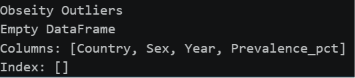 Obseity Outliers
Empty DataFrame
Columns: [Country, Sex, Year, Prevalence_pct]
Index: []